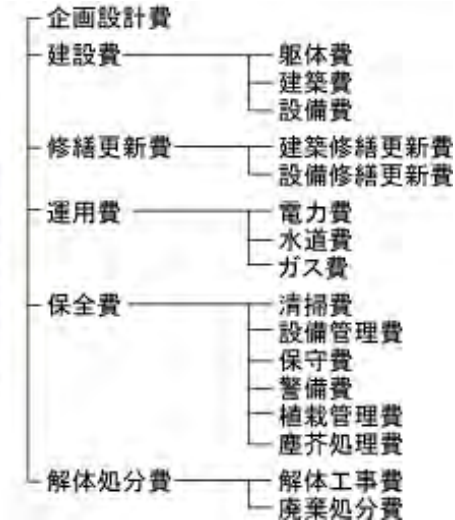 企画設計費
建設費 躯体費
建築費
設備費
修繕更新費 建築修繕更新費
設備修繕更新費
運用費 電力費
水道費
ガス費
保全費 清掃費
設備管理費
保守費
警備費
植栽管理費
塵芥処理費
解体処分費 解体工事費
廃棄処分費